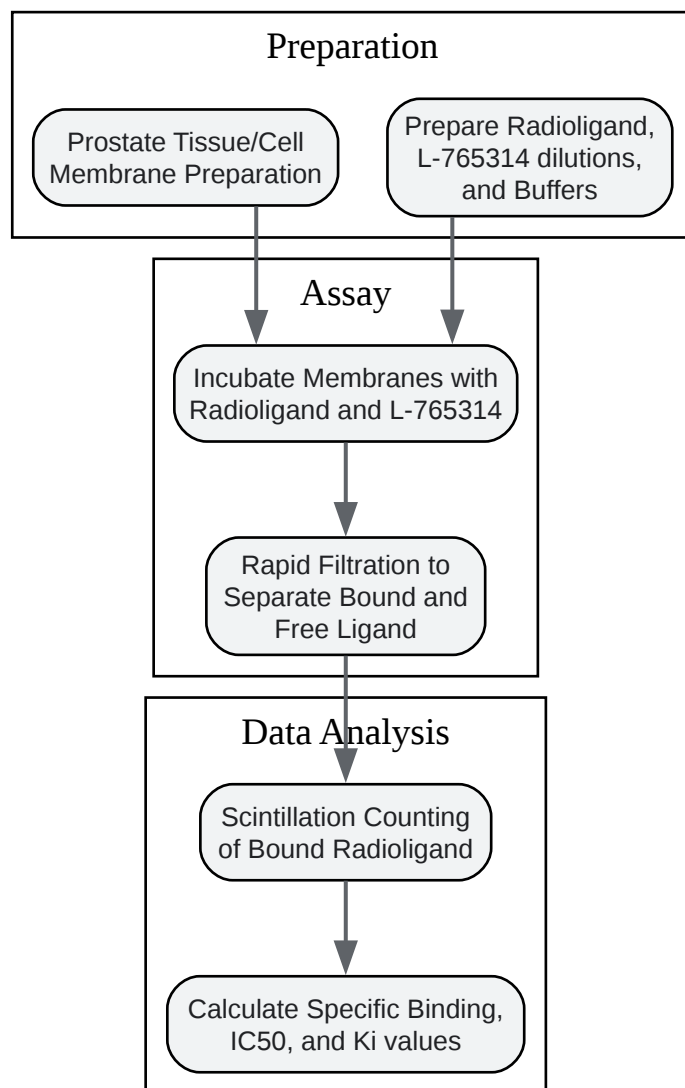 Preparation
Prostate Tissue/Cell
Membrane Preparation
Prepare Radioligand,
L-765314 dilutions,
and Buffers
Assay
Incubate Membranes with
Radioligand and L-765314
Rapid Filtration to
Separate Bound and
Free Ligand
Data Analysis
Scintillation Counting
of Bound Radioligand
Calculate Specific Binding,
IC50, and Ki values